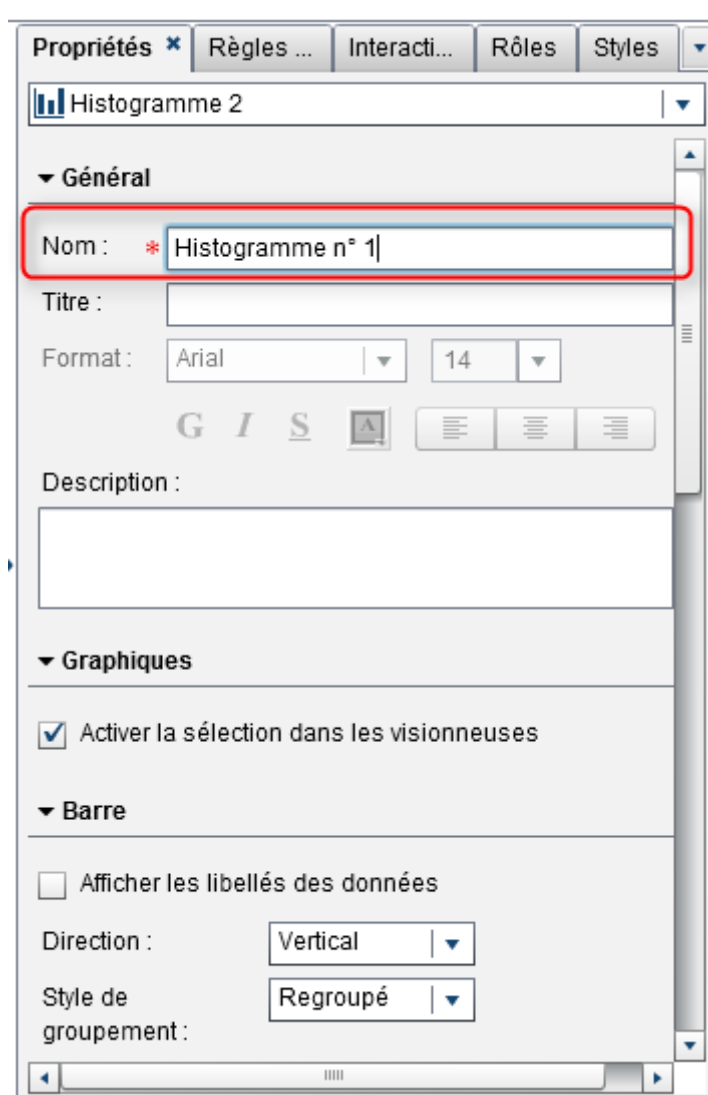 Propriétés Règles ... Interacti... Rôles Styles
Histogramme 2
Général
Nom : * Histogramme n° 1
Titre :
Format : Arial 14
G I S A
Description :
Graphiques
Activer la sélection dans les visionneuses
Barre
Afficher les libellés des données
Direction : Vertical
Style de Regroupé
groupement :